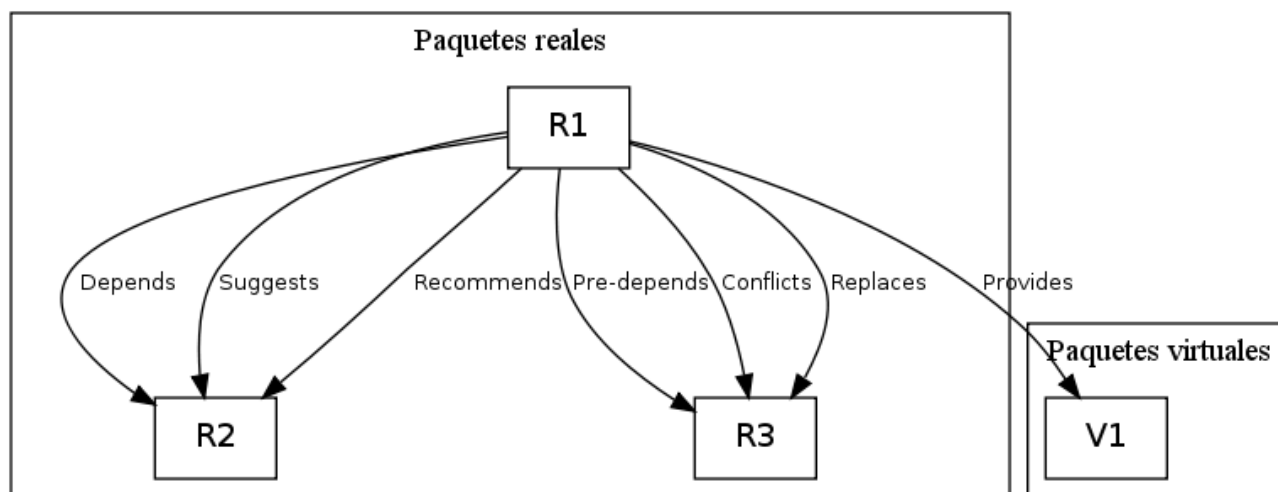 Paquetes reales
R1
Depends
Suggests
Recommends
Pre-depends
Conflicts
Replaces
Provides
Paquetes virtuales
R2
R3
V1